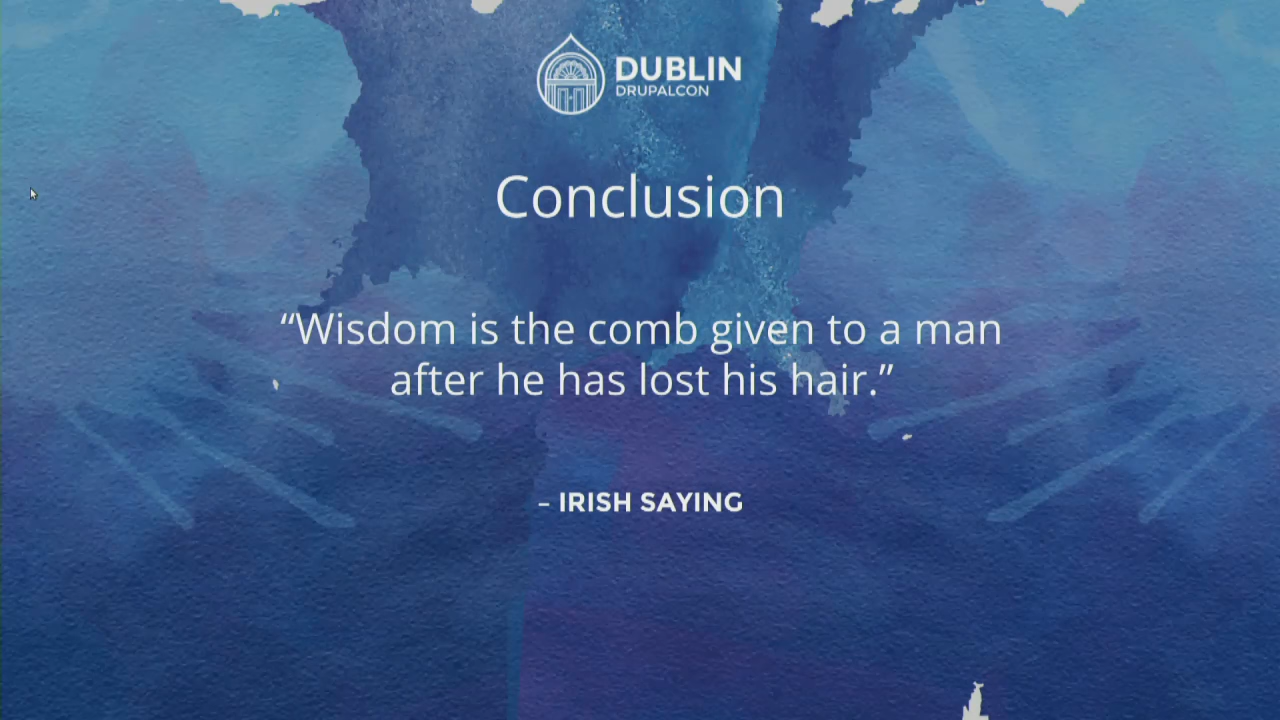 DUBLIN
DRUPALCON
Conclusion
“Wisdom is the comb given to a man
after he has lost his hair.”
– IRISH SAYING